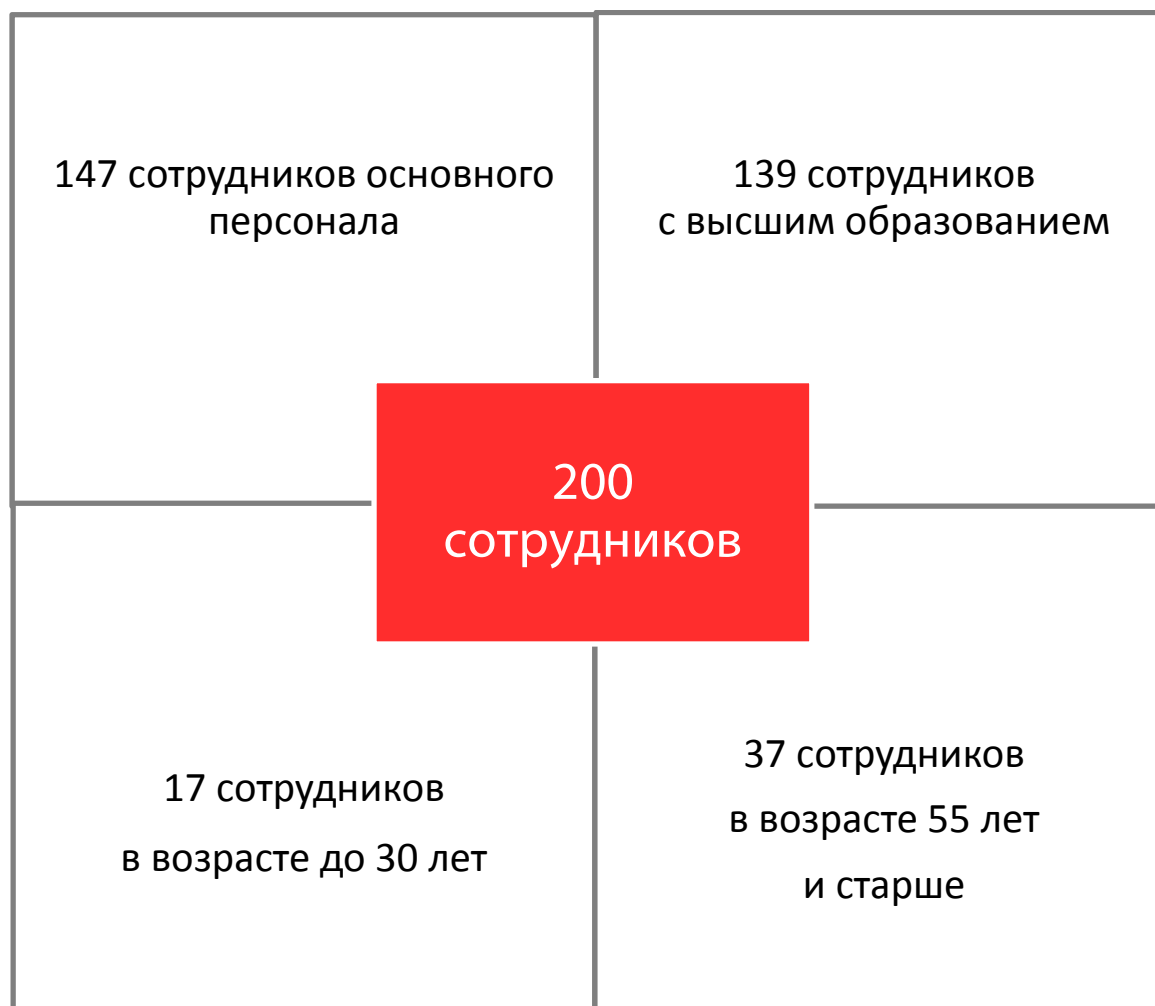 147 сотрудников основного
персонала
139 сотрудников
с высшим образованием
200
сотрудников
17 сотрудников
в возрасте до 30 лет
37 сотрудников
в возрасте 55 лет
и старше